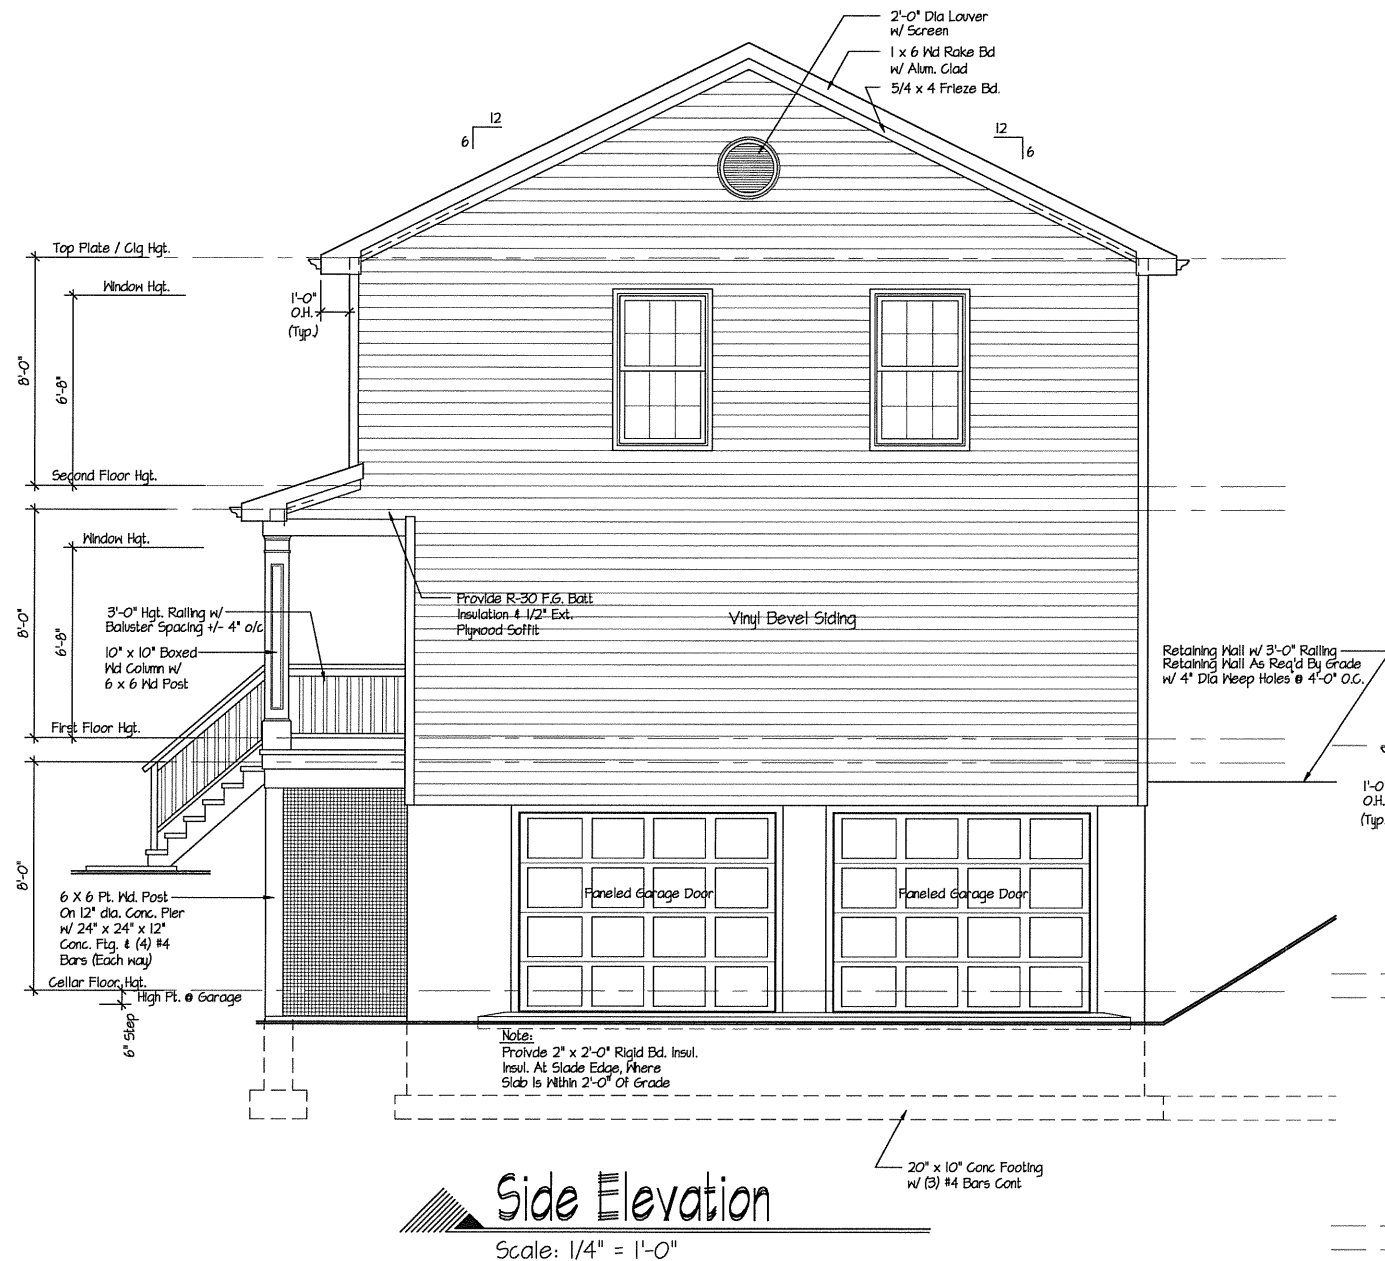 2'-0" Dia Louver
w/ Screen
1 x 6 Wd Rake Bd
w/ Alum. Clad
5/4 x 4 Frieze Bd.
12
6
12
6
Top Plate / Clg Hgt.
Window Hgt.
1'-0"
O.H.
(Typ.)
8'-0"
6'-8"
Second Floor Hgt.
Window Hgt.
Provide R-30 F.G. Batt
Insulation & 1/2" Ext.
Plywood Soffit
Vinyl Bevel Siding
3'-0" Hgt. Railing w/
Baluster Spacing +/- 4" o/c
10" x 10" Boxed
Wd Column w/
6 x 6 Wd Post
8'-0"
6'-8"
Retaining Wall w/ 3'-0" Railing
Retaining Wall As Req'd By Grade
w/ 4" Dia Weep Holes @ 4'-0" O.C.
First Floor Hgt.
1'-0
O.H.
(Typ.
8'-0"
6 X 6 Pt. Wd. Post
On 12" dia. Conc. Pier
w/ 24" x 24" x 12"
Conc. Ftg. & (4) #4
Bars (Each way)
Paneled Garage Door
Paneled Garage Door
Cellar Floor Hgt.
High Pt. @ Garage
6" Step
Note:
Proivde 2" x 2'-0" Rigid Bd. Insul.
Insul. At Slade Edge, Where
Slab Is Within 2'-0" Of Grade
20" x 10" Conc Footing
w/ (3) #4 Bars Cont
Side Elevation
Scale: 1/4" = 1'-0"